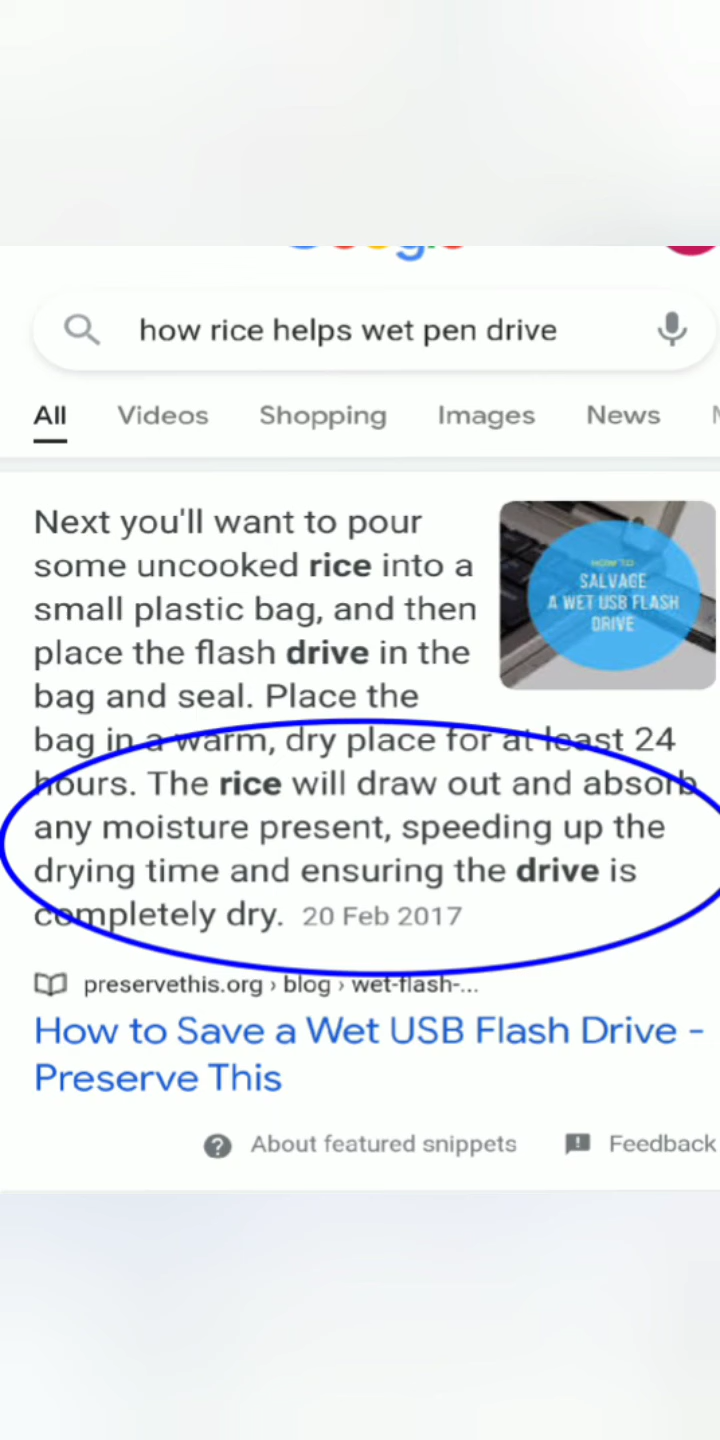 how rice helps wet pen drive
All Videos Shopping Images News
Next you'll want to pour
some uncooked rice into a
small plastic bag, and then
place the flash drive in the
bag and seal. Place the
HOW TO
SALVAGE
A WET USB FLASH
DRIVE
bag in a warm, dry place for at least 24
hours. The rice will draw out and absorb
any moisture present, speeding up the
drying time and ensuring the drive is
completely dry. 20 Feb 2017
preservethis.org › blog › wet-flash-...
How to Save a Wet USB Flash Drive -
Preserve This
About featured snippets Feedback